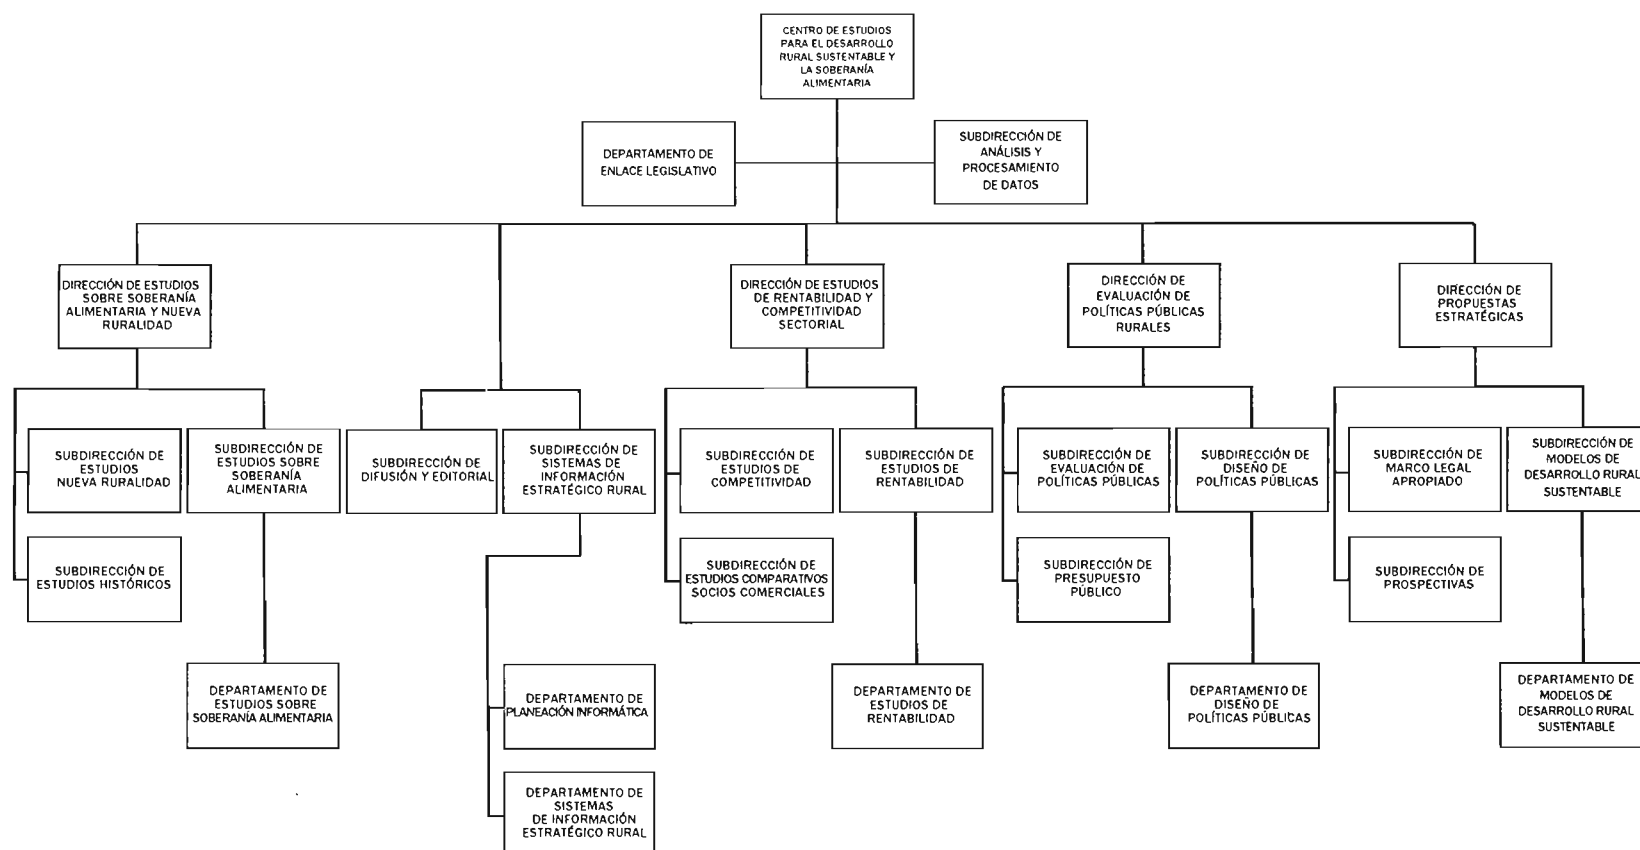 CENTRO DE ESTUDIOS
PARA EL DESARROLLO
RURAL SUSTENTABLE Y
LA SOBERANÍA
ALIMENTARIA
DEPARTAMENTO DE
ENLACE LEGISLATIVO
SUBDIRECCIÓN DE
ANÁLISIS Y
PROCESAMIENTO
DE DATOS
DIRECCIÓN DE ESTUDIOS
SOBRE SOBERANÍA
ALIMENTARIA Y NUEVA
RURALIDAD
DIRECCIÓN DE ESTUDIOS
DE RENTABILIDAD Y
COMPETITIVIDAD
SECTORIAL
DIRECCIÓN DE
EVALUACIÓN DE
POLÍTICAS PÚBLICAS
RURALES
DIRECCIÓN DE
PROPUESTAS
ESTRATÉGICAS
SUBDIRECCIÓN DE
ESTUDIOS
NUEVA RURALIDAD
SUBDIRECCIÓN DE
ESTUDIOS SOBRE
SOBERANÍA
ALIMENTARIA
SUBDIRECCIÓN DE
DIFUSIÓN Y EDITORIAL
SUBDIRECCIÓN DE
SISTEMAS DE
INFORMACIÓN
ESTRATÉGICO RURAL
SUBDIRECCIÓN DE
ESTUDIOS DE
COMPETITIVIDAD
SUBDIRECCIÓN DE
ESTUDIOS DE
RENTABILIDAD
SUBDIRECCIÓN DE
EVALUACIÓN DE
POLÍTICAS PÚBLICAS
SUBDIRECCIÓN DE
DISEÑO DE
POLÍTICAS PÚBLICAS
SUBDIRECCIÓN DE
MARCO LEGAL
APROPIADO
SUBDIRECCIÓN DE
MODELOS DE
DESARROLLO RURAL
SUSTENTABLE
SUBDIRECCIÓN DE
ESTUDIOS HISTÓRICOS
SUBDIRECCIÓN DE
ESTUDIOS COMPARATIVOS
SOCIOS COMERCIALES
SUBDIRECCIÓN DE
PRESUPUESTO
PÚBLICO
SUBDIRECCIÓN DE
PROSPECTIVAS
DEPARTAMENTO DE
ESTUDIOS SOBRE
SOBERANÍA ALIMENTARIA
DEPARTAMENTO DE
PLANEACIÓN INFORMÁTICA
DEPARTAMENTO DE
ESTUDIOS DE
RENTABILIDAD
DEPARTAMENTO DE
DISEÑO DE
POLÍTICAS PÚBLICAS
DEPARTAMENTO DE
MODELOS DE
DESARROLLO RURAL
SUSTENTABLE
DEPARTAMENTO DE
SISTEMAS
DE INFORMACIÓN
ESTRATÉGICO RURAL